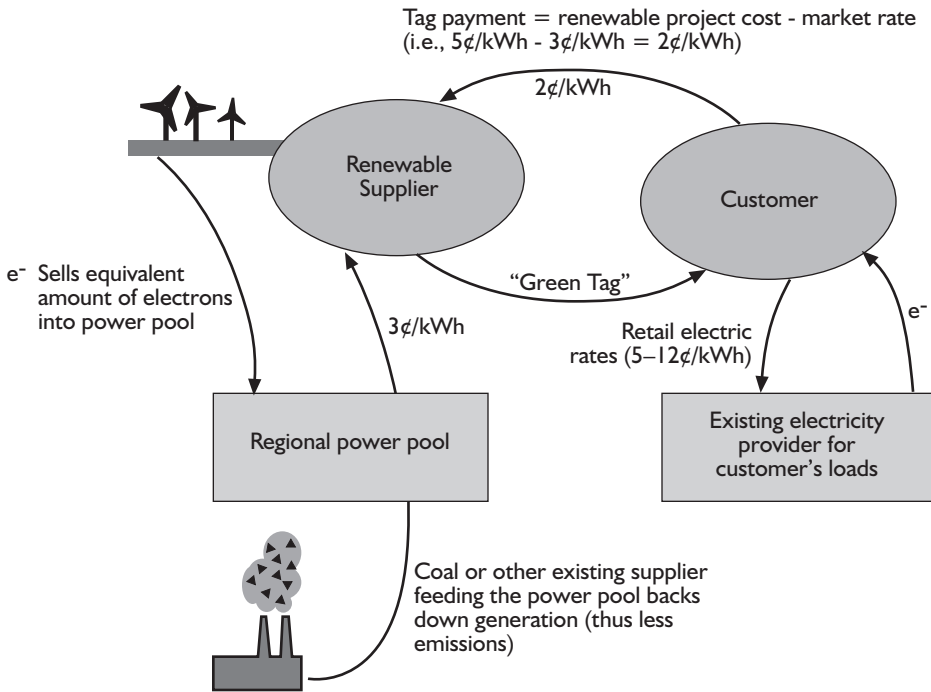 Tag payment = renewable project cost - market rate
(i.e., 5¢/kWh - 3¢/kWh = 2¢/kWh)
2¢/kWh
Renewable
Supplier
Customer
e- Sells equivalent
amount of electrons
into power pool
"Green Tag"
3¢/kWh
Retail electric
rates (5–12¢/kWh)
e-
Regional power pool
Existing electricity
provider for
customer's loads
Coal or other existing supplier
feeding the power pool backs
down generation (thus less
emissions)